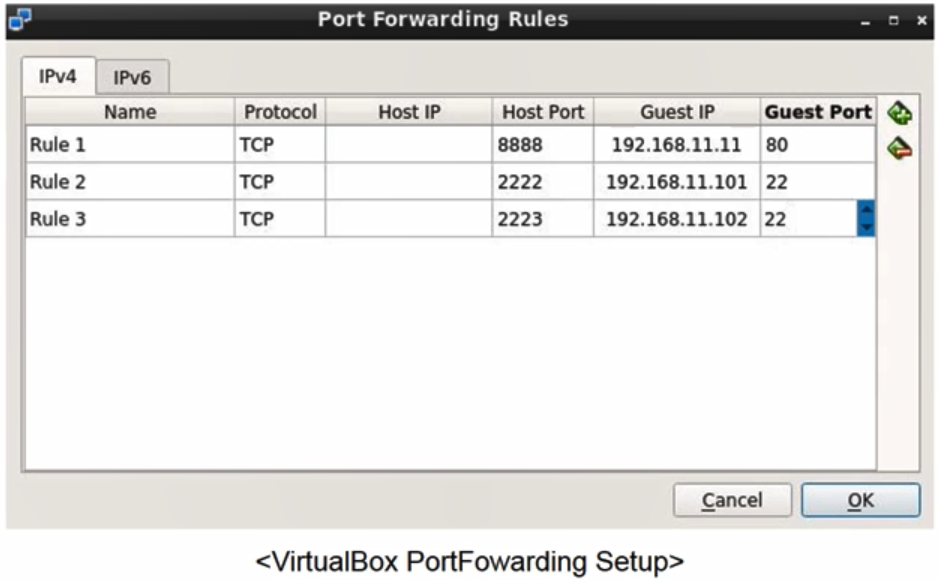 Port Forwarding Rules
IPv4 IPv6
Name Protocol Host IP Host Port Guest IP Guest Port
Rule 1 TCP 8888 192.168.11.11 80
Rule 2 TCP 2222 192.168.11.101 22
Rule 3 TCP 2223 192.168.11.102 22
Cancel OK
<VirtualBox PortFowarding Setup>